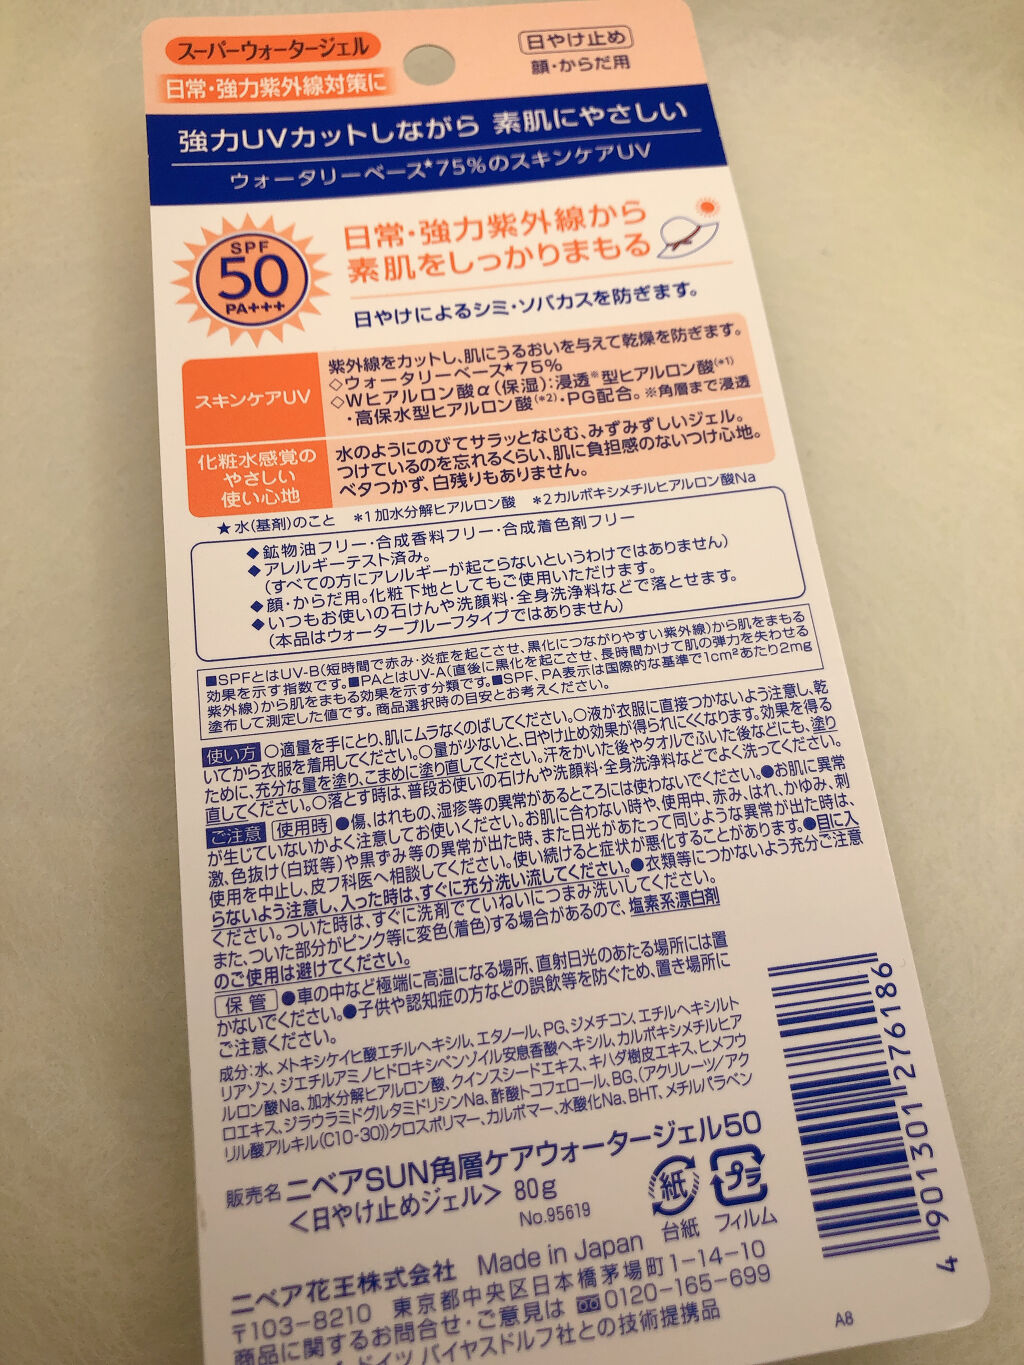 スーパーウォータージェル
日常・強力紫外線対策に
日やけ止め
顔・からだ用
強力UVカットしながら 素肌にやさしい
ウォータリーベース★75%のスキンケアUV
SPF
50
PA+++
日常・強力紫外線から
素肌をしっかりまもる
日やけによるシミ・ソバカスを防ぎます。
スキンケアUV
紫外線をカットし、肌にうるおいを与えて乾燥を防ぎます。
◇ウォータリーベース★75%
◇Wヒアルロン酸α(保湿):浸透※型ヒアルロン酸(*1)
・高保水型ヒアルロン酸(*2)・PG配合。※角層まで浸透
化粧水感覚の
やさしい
使い心地
水のようにのびてサラッとなじむ、みずみずしいジェル。
つけているのを忘れるくらい、肌に負担感のないつけ心地。
ベタつかず、白残りもありません。
★水(基剤)のこと *1加水分解ヒアルロン酸 *2カルボキシメチルヒアルロン酸Na
◆鉱物油フリー・合成香料フリー・合成着色剤フリー
◆アレルギーテスト済み。
(すべての方にアレルギーが起こらないというわけではありません)
◆顔・からだ用。化粧下地としてもご使用いただけます。
◆いつもお使いの石けんや洗顔料・全身洗浄料などで落とせます。
(本品はウォータープルーフタイプではありません)
■SPFとはUV-B(短時間で赤み・炎症を起こさせ、黒化につながりやすい紫外線)から肌をまもる
効果を示す指数です。■PAとはUV-A(直後に黒化を起こさせ、長時間かけて肌の弾力を失わせる
紫外線)から肌をまもる効果を示す分類です。■SPF、PA表示は国際的な基準で1cm²あたり2mg
塗布して測定した値です。商品選択時の目安とお考えください。
使い方 ○適量を手にとり、肌にムラなくのばしてください。○液が衣服に直接つかないよう注意し、乾
いてから衣服を着用してください。○量が少ないと、日やけ止め効果が得られにくくなります。効果を得る
ために、充分な量を塗り、こまめに塗り直してください。汗をかいた後やタオルでふいた後などにも、塗り
直してください。○落とす時は、普段お使いの石けんや洗顔料・全身洗浄料などでよく洗ってください。
ご注意 使用時 ●傷、はれもの、湿疹等の異常があるところには使わないでください。●お肌に異常
が生じていないかよく注意してお使いください。お肌に合わない時や、使用中、赤み、はれ、かゆみ、刺
激、色抜け(白斑等)や黒ずみ等の異常が出た時、また日光があたって同じような異常が出た時は、
使用を中止し、皮フ科医へ相談してください。使い続けると症状が悪化することがあります。●目に入
らないよう注意し、入った時は、すぐに充分洗い流してください。●衣類等につかないよう充分ご注意
ください。ついた時は、すぐに洗剤でていねいにつまみ洗いしてください。
また、ついた部分がピンク等に変色(着色)する場合があるので、塩素系漂白剤
のご使用は避けてください。
保管 ●車の中など極端に高温になる場所、直射日光のあたる場所には置
かないでください。●子供や認知症の方などの誤飲等を防ぐため、置き場所に
ご注意ください。
成分:水、メトキシケイヒ酸エチルヘキシル、エタノール、PG、ジメチコン、エチルヘキシルト
リアゾン、ジエチルアミノヒドロキシベンゾイル安息香酸ヘキシル、カルボキシメチルヒア
ルロン酸Na、加水分解ヒアルロン酸、クインスシードエキス、キハダ樹皮エキス、ヒメフウ
ロエキス、ジラウラミドグルタミドリシンNa、酢酸トコフェロール、BG、(アクリレーツ/アク
リル酸アルキル(C10-30))クロスポリマー、カルボマー、水酸化Na、BHT、メチルパラベン
販売名 ニベアSUN角層ケアウォータージェル50
<日やけ止めジェル> 80g
No.95619
紙
台紙
プラ
フィルム
ニベア花王株式会社 Made in Japan
〒103-8210 東京都中央区日本橋茅場町1-14-10
商品に関するお問合せ・ご意見は 0120-165-699
ドイツ バイヤスドルフ社との技術提携品
A8
4 901301 276186